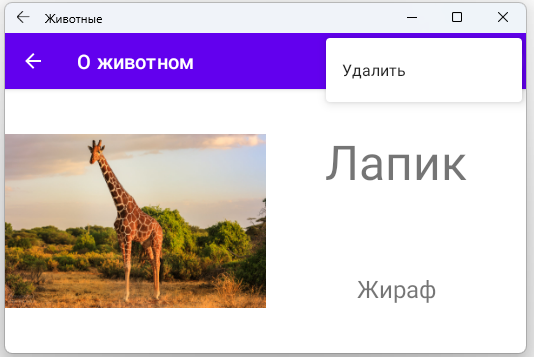 Животные
О животном
Удалить
Лапик
Жираф